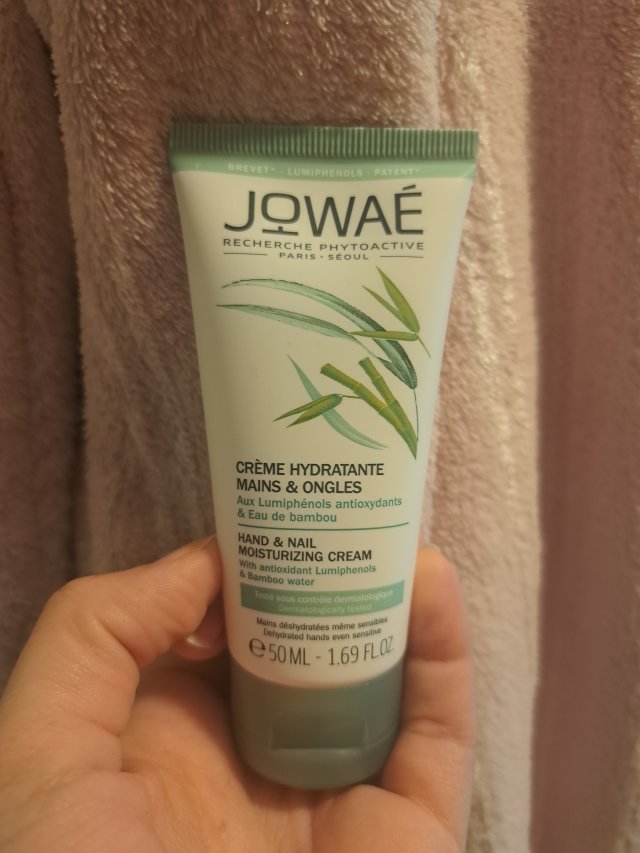 BREVET* - LUMIPHENOLS - PATENT*
JOWAÉ
RECHERCHE PHYTOACTIVE
PARIS · SÉOUL
CRÈME HYDRATANTE
MAINS & ONGLES
Aux Lumiphénols antioxydants
& Eau de bambou
HAND & NAIL
MOISTURIZING CREAM
With antioxidant Lumiphenols
& Bamboo water
Testé sous contrôle dermatologique
Dermatologically tested
Mains déshydratées même sensibles
Dehydrated hands even sensitive
e 50 ML - 1.69 FL.OZ.